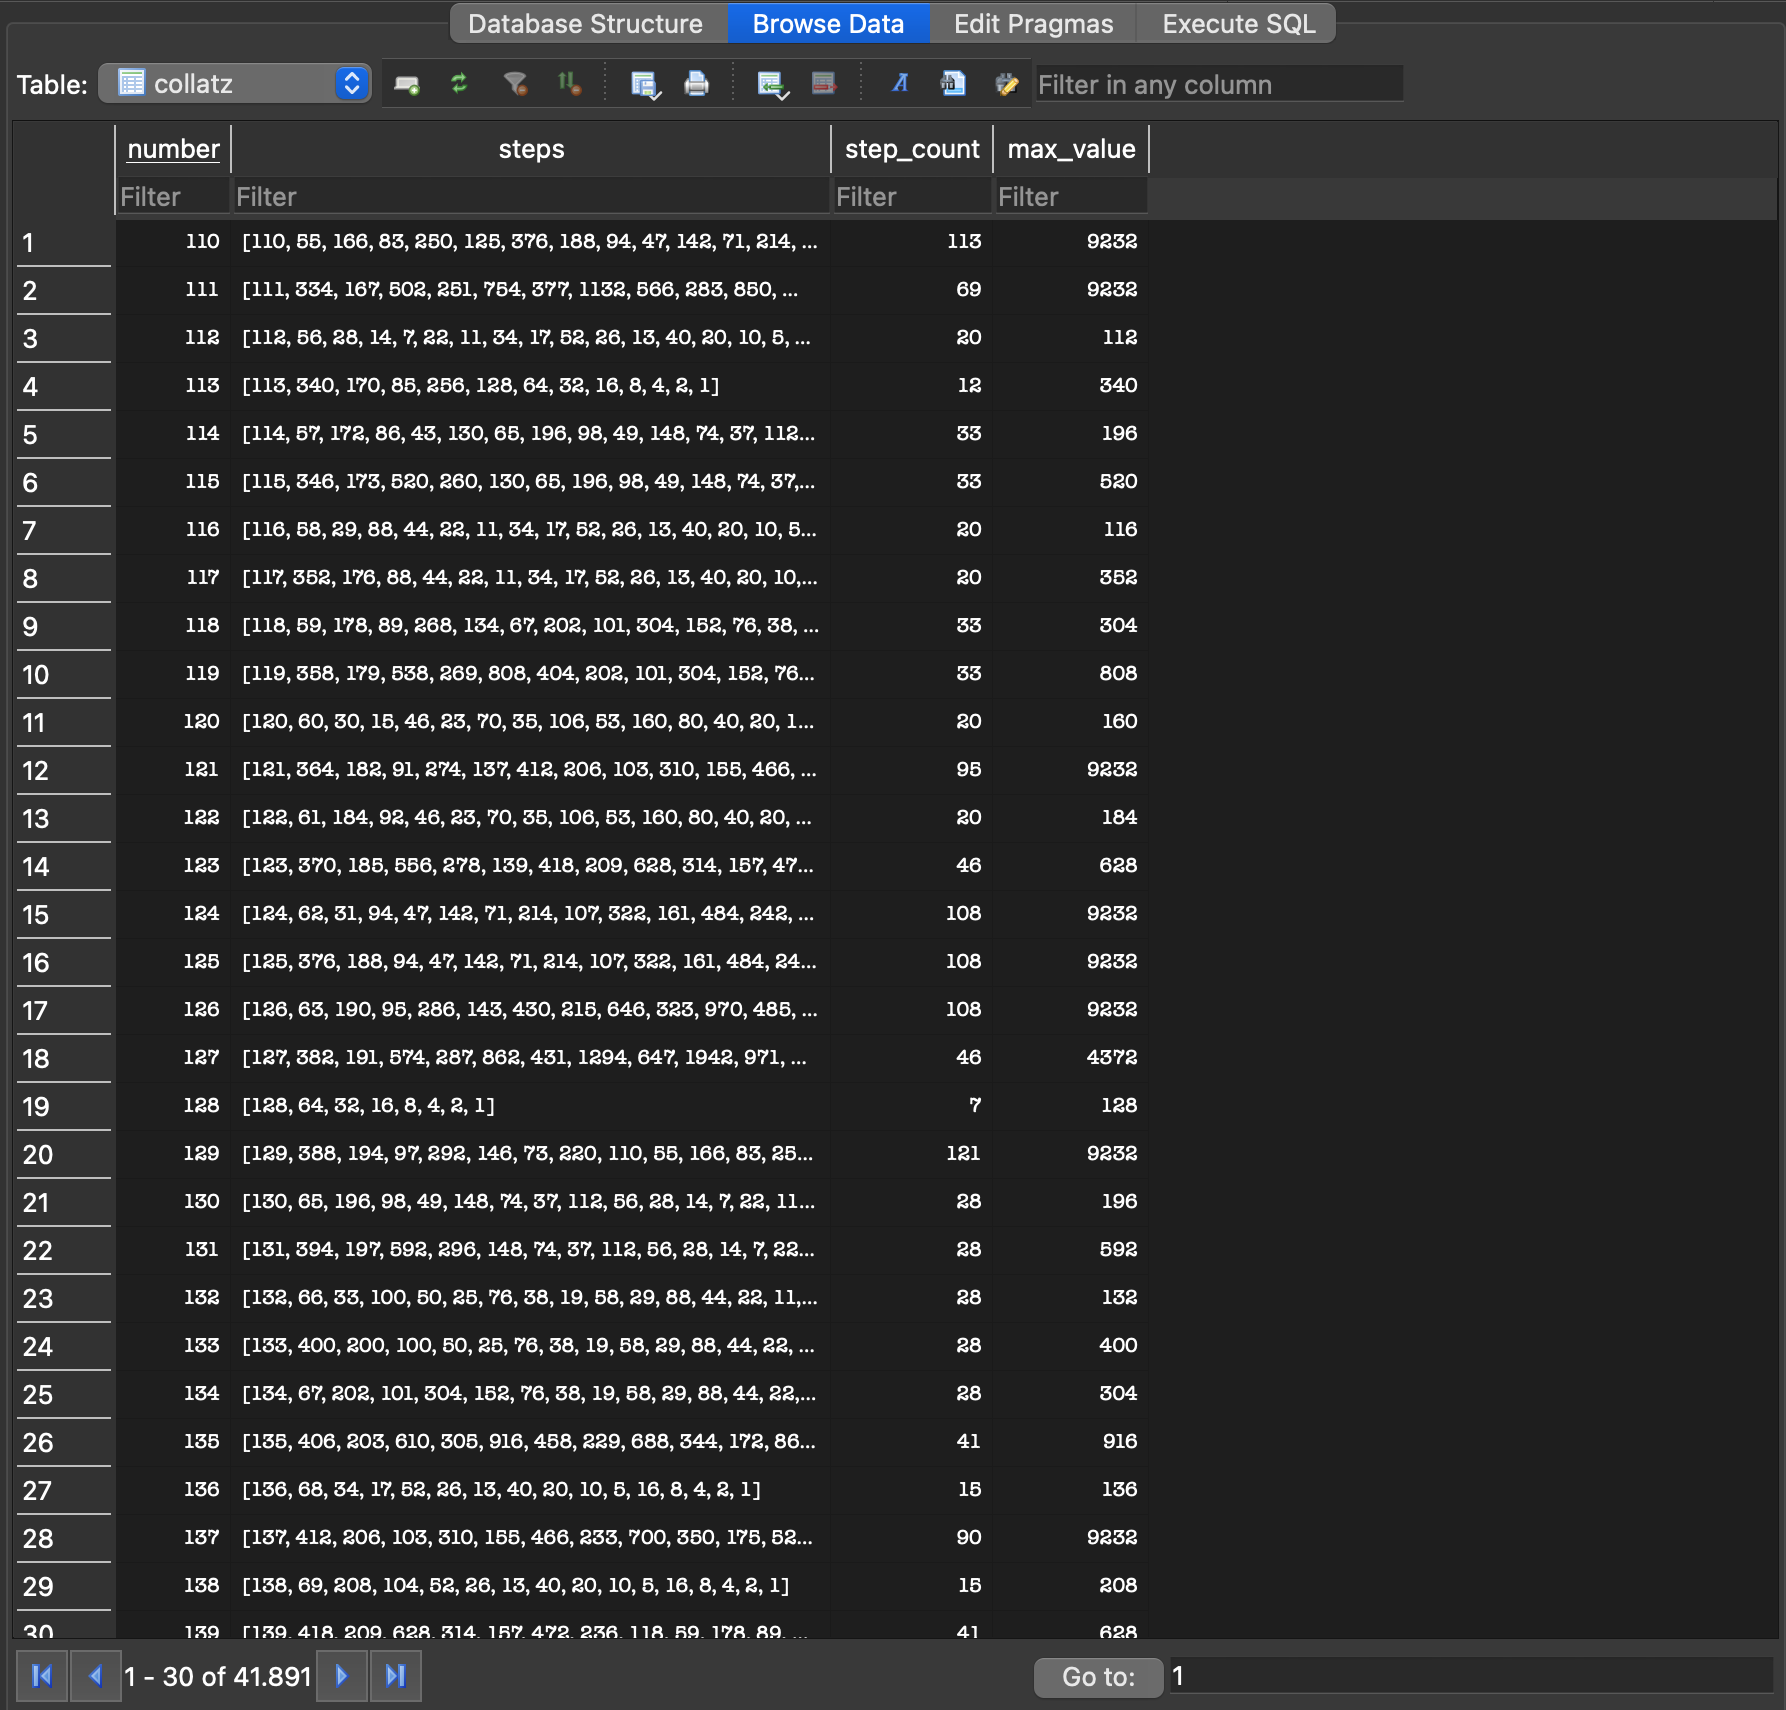 Database Structure Browse Data Edit Pragmas Execute SQL
Table: collatz Filter in any column
number steps step_count max_value
Filter Filter Filter Filter
1 110 [110, 55, 166, 83, 250, 125, 376, 188, 94, 47, 142, 71, 214, ... 113 9232
2 111 [111, 334, 167, 502, 251, 754, 377, 1132, 566, 283, 850, ... 69 9232
3 112 [112, 56, 28, 14, 7, 22, 11, 34, 17, 52, 26, 13, 40, 20, 10, 5, ... 20 112
4 113 [113, 340, 170, 85, 256, 128, 64, 32, 16, 8, 4, 2, 1] 12 340
5 114 [114, 57, 172, 86, 43, 130, 65, 196, 98, 49, 148, 74, 37, 112... 33 196
6 115 [115, 346, 173, 520, 260, 130, 65, 196, 98, 49, 148, 74, 37,... 33 520
7 116 [116, 58, 29, 88, 44, 22, 11, 34, 17, 52, 26, 13, 40, 20, 10, 5... 20 116
8 117 [117, 352, 176, 88, 44, 22, 11, 34, 17, 52, 26, 13, 40, 20, 10,... 20 352
9 118 [118, 59, 178, 89, 268, 134, 67, 202, 101, 304, 152, 76, 38, ... 33 304
10 119 [119, 358, 179, 538, 269, 808, 404, 202, 101, 304, 152, 76... 33 808
11 120 [120, 60, 30, 15, 46, 23, 70, 35, 106, 53, 160, 80, 40, 20, 1... 20 160
12 121 [121, 364, 182, 91, 274, 137, 412, 206, 103, 310, 155, 466, ... 95 9232
13 122 [122, 61, 184, 92, 46, 23, 70, 35, 106, 53, 160, 80, 40, 20, ... 20 184
14 123 [123, 370, 185, 556, 278, 139, 418, 209, 628, 314, 157, 47... 46 628
15 124 [124, 62, 31, 94, 47, 142, 71, 214, 107, 322, 161, 484, 242, ... 108 9232
16 125 [125, 376, 188, 94, 47, 142, 71, 214, 107, 322, 161, 484, 24... 108 9232
17 126 [126, 63, 190, 95, 286, 143, 430, 215, 646, 323, 970, 485, ... 108 9232
18 127 [127, 382, 191, 574, 287, 862, 431, 1294, 647, 1942, 971, ... 46 4372
19 128 [128, 64, 32, 16, 8, 4, 2, 1] 7 128
20 129 [129, 388, 194, 97, 292, 146, 73, 220, 110, 55, 166, 83, 25... 121 9232
21 130 [130, 65, 196, 98, 49, 148, 74, 37, 112, 56, 28, 14, 7, 22, 11... 28 196
22 131 [131, 394, 197, 592, 296, 148, 74, 37, 112, 56, 28, 14, 7, 22... 28 592
23 132 [132, 66, 33, 100, 50, 25, 76, 38, 19, 58, 29, 88, 44, 22, 11,... 28 132
24 133 [133, 400, 200, 100, 50, 25, 76, 38, 19, 58, 29, 88, 44, 22, ... 28 400
25 134 [134, 67, 202, 101, 304, 152, 76, 38, 19, 58, 29, 88, 44, 22,... 28 304
26 135 [135, 406, 203, 610, 305, 916, 458, 229, 688, 344, 172, 86... 41 916
27 136 [136, 68, 34, 17, 52, 26, 13, 40, 20, 10, 5, 16, 8, 4, 2, 1] 15 136
28 137 [137, 412, 206, 103, 310, 155, 466, 233, 700, 350, 175, 52... 90 9232
29 138 [138, 69, 208, 104, 52, 26, 13, 40, 20, 10, 5, 16, 8, 4, 2, 1] 15 208
30 139 [139, 418, 209, 628, 314, 157, 472, 236, 118, 59, 178, 89, ... 41 628
1 - 30 of 41.891 Go to: 1